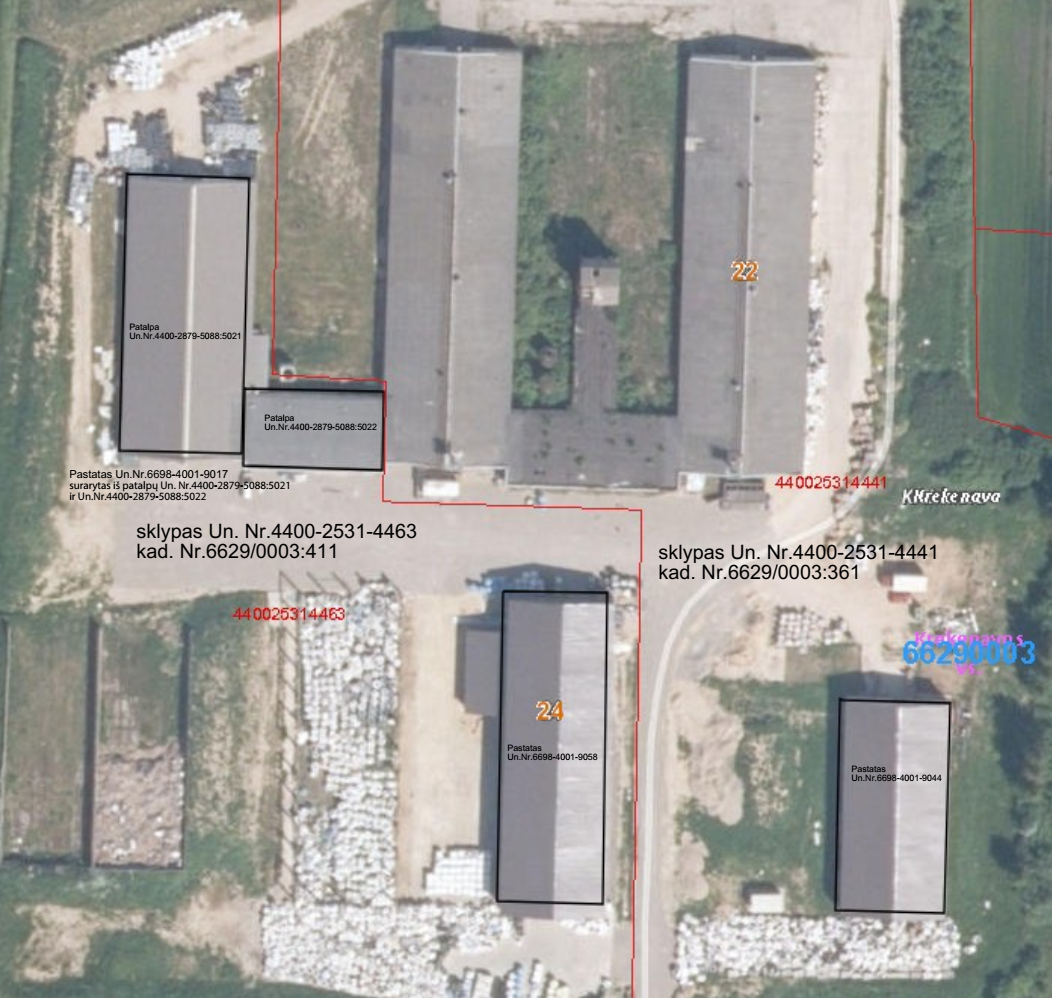 22
Patalpa
Un.Nr.4400-2879-5088:5021
Patalpa
Un.Nr.4400-2879-5088:5022
Pastatas Un.Nr.6698-4001-9017
surarytas iš patalpų Un. Nr.4400-2879-5088:5021
ir Un.Nr.4400-2879-5088:5022
440025314441
sklypas Un. Nr.4400-2531-4463
kad. Nr.6629/0003:411
sklypas Un. Nr.4400-2531-4441
kad. Nr.6629/0003:361
440025314463
66290003
24
Pastatas
Un.Nr.6698-4001-9058
Pastatas
Un.Nr.6698-4001-9044